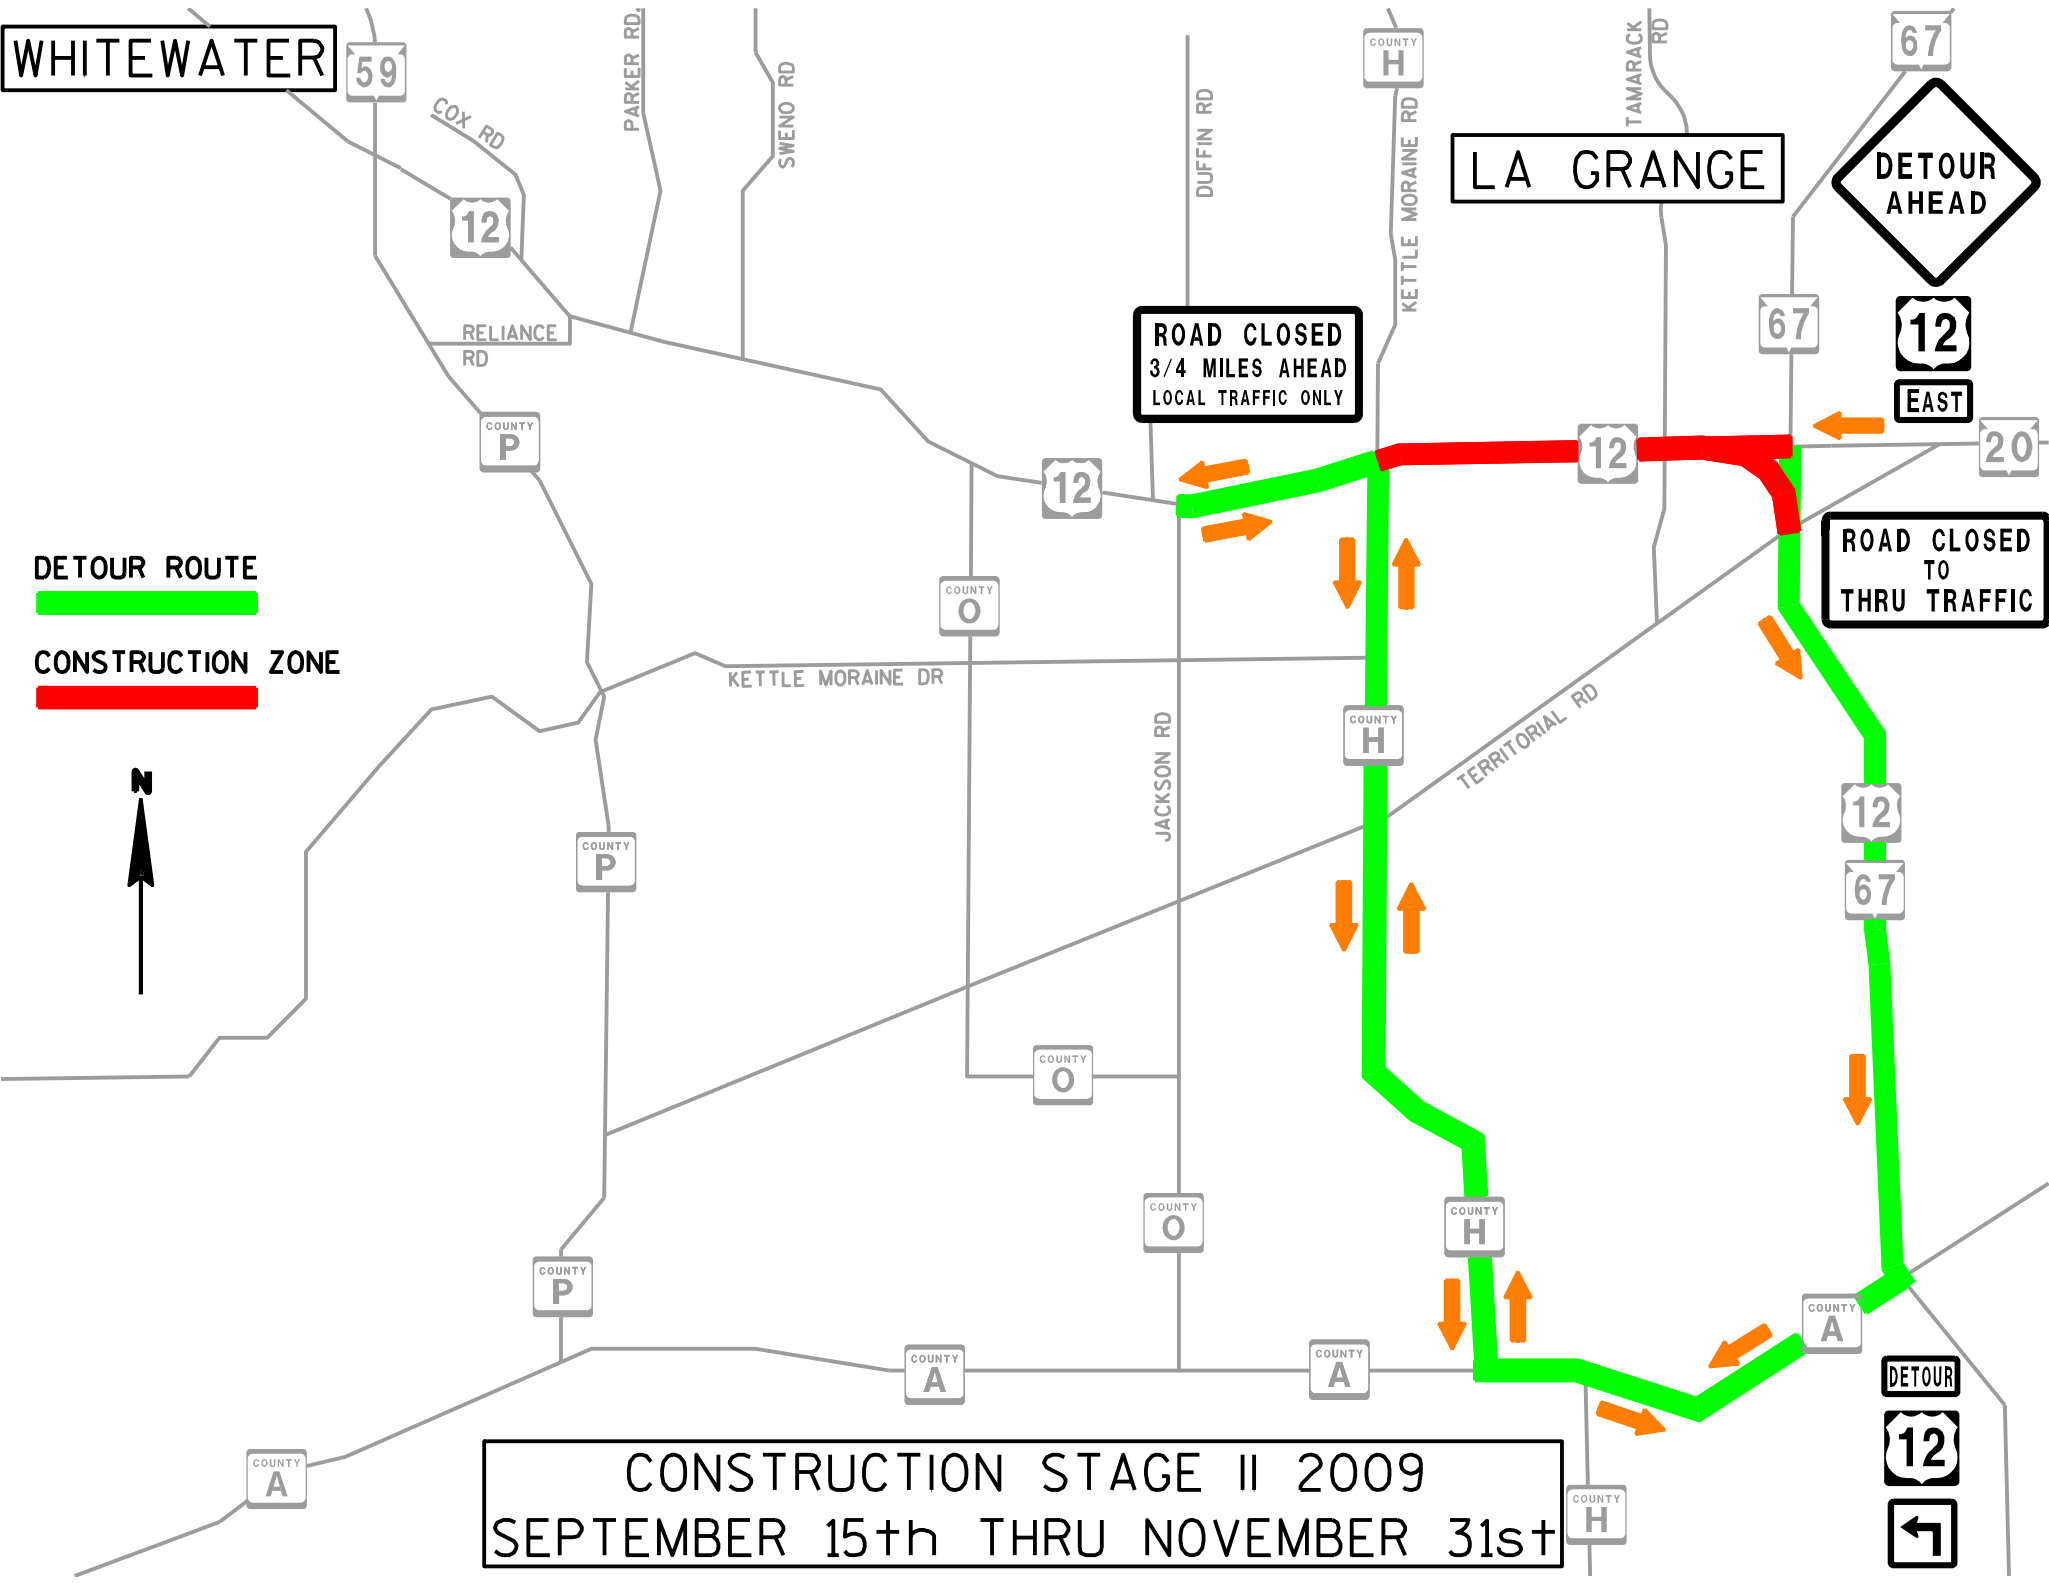 WHITEWATER
59
COX RD
PARKER RD.
SWENO RD
DUFFIN RD
COUNTY
H
KETTLE MORAINE RD
TAMARACK
RD
67
LA GRANGE
DETOUR
AHEAD
12
RELIANCE
RD
ROAD CLOSED
3/4 MILES AHEAD
LOCAL TRAFFIC ONLY
67
12
EAST
COUNTY
P
12
12
20
DETOUR ROUTE
CONSTRUCTION ZONE
COUNTY
O
ROAD CLOSED
TO
THRU TRAFFIC
KETTLE MORAINE DR
JACKSON RD
COUNTY
H
TERRITORIAL RD
N
COUNTY
P
12
67
COUNTY
O
COUNTY
O
COUNTY
H
COUNTY
P
COUNTY
A
COUNTY
A
COUNTY
A
DETOUR
12
COUNTY
A
COUNTY
H
CONSTRUCTION STAGE II 2009
SEPTEMBER 15th THRU NOVEMBER 31st